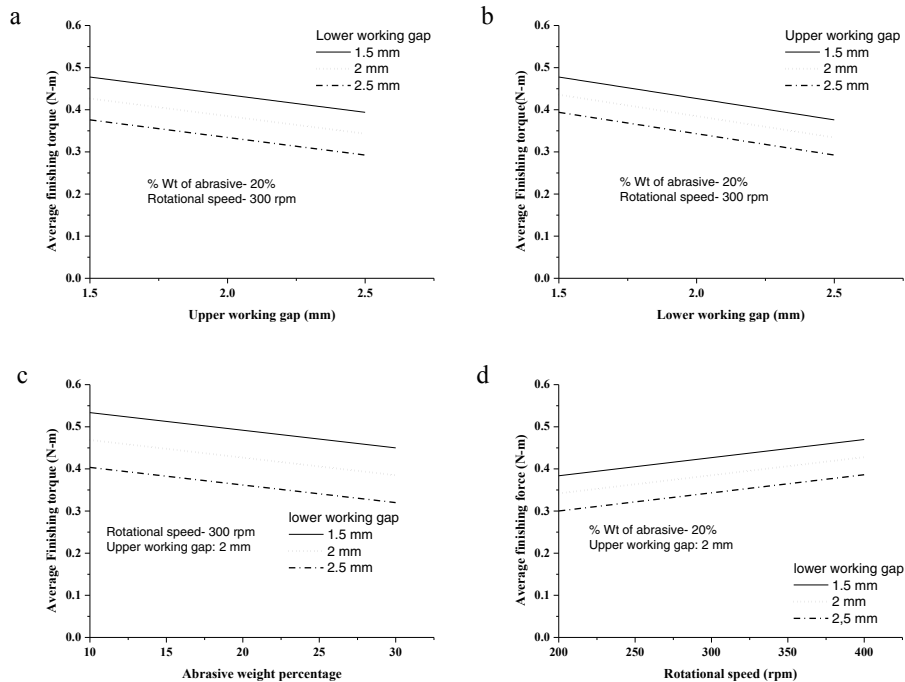 a
Average finishing torque (N-m)
0.6
0.5
0.4
0.3
0.2
0.1
0.0
Lower working gap
1.5 mm
2 mm
2.5 mm
% Wt of abrasive- 20%
Rotational speed- 300 rpm
1.5
2.0
2.5
Upper working gap (mm)
b
Average Finishing torque(N-m)
0.6
0.5
0.4
0.3
0.2
0.1
0.0
Upper working gap
1.5 mm
2 mm
2.5 mm
% Wt of abrasive- 20%
Rotational speed- 300 rpm
1.5
2.0
2.5
Lower working gap (mm)
c
Average Finishing torque (N-m)
0.6
0.5
0.4
0.3
0.2
0.1
0.0
Rotational speed- 300 rpm
Upper working gap: 2 mm
lower working gap
1.5 mm
2 mm
2.5 mm
10
15
20
25
30
Abrasive weight percentage
d
Average finishing force (N-m)
0.6
0.5
0.4
0.3
0.2
0.1
0.0
% Wt of abrasive- 20%
Upper working gap: 2 mm
lower working gap
1.5 mm
2 mm
2,5 mm
200
250
300
350
400
Rotational speed (rpm)